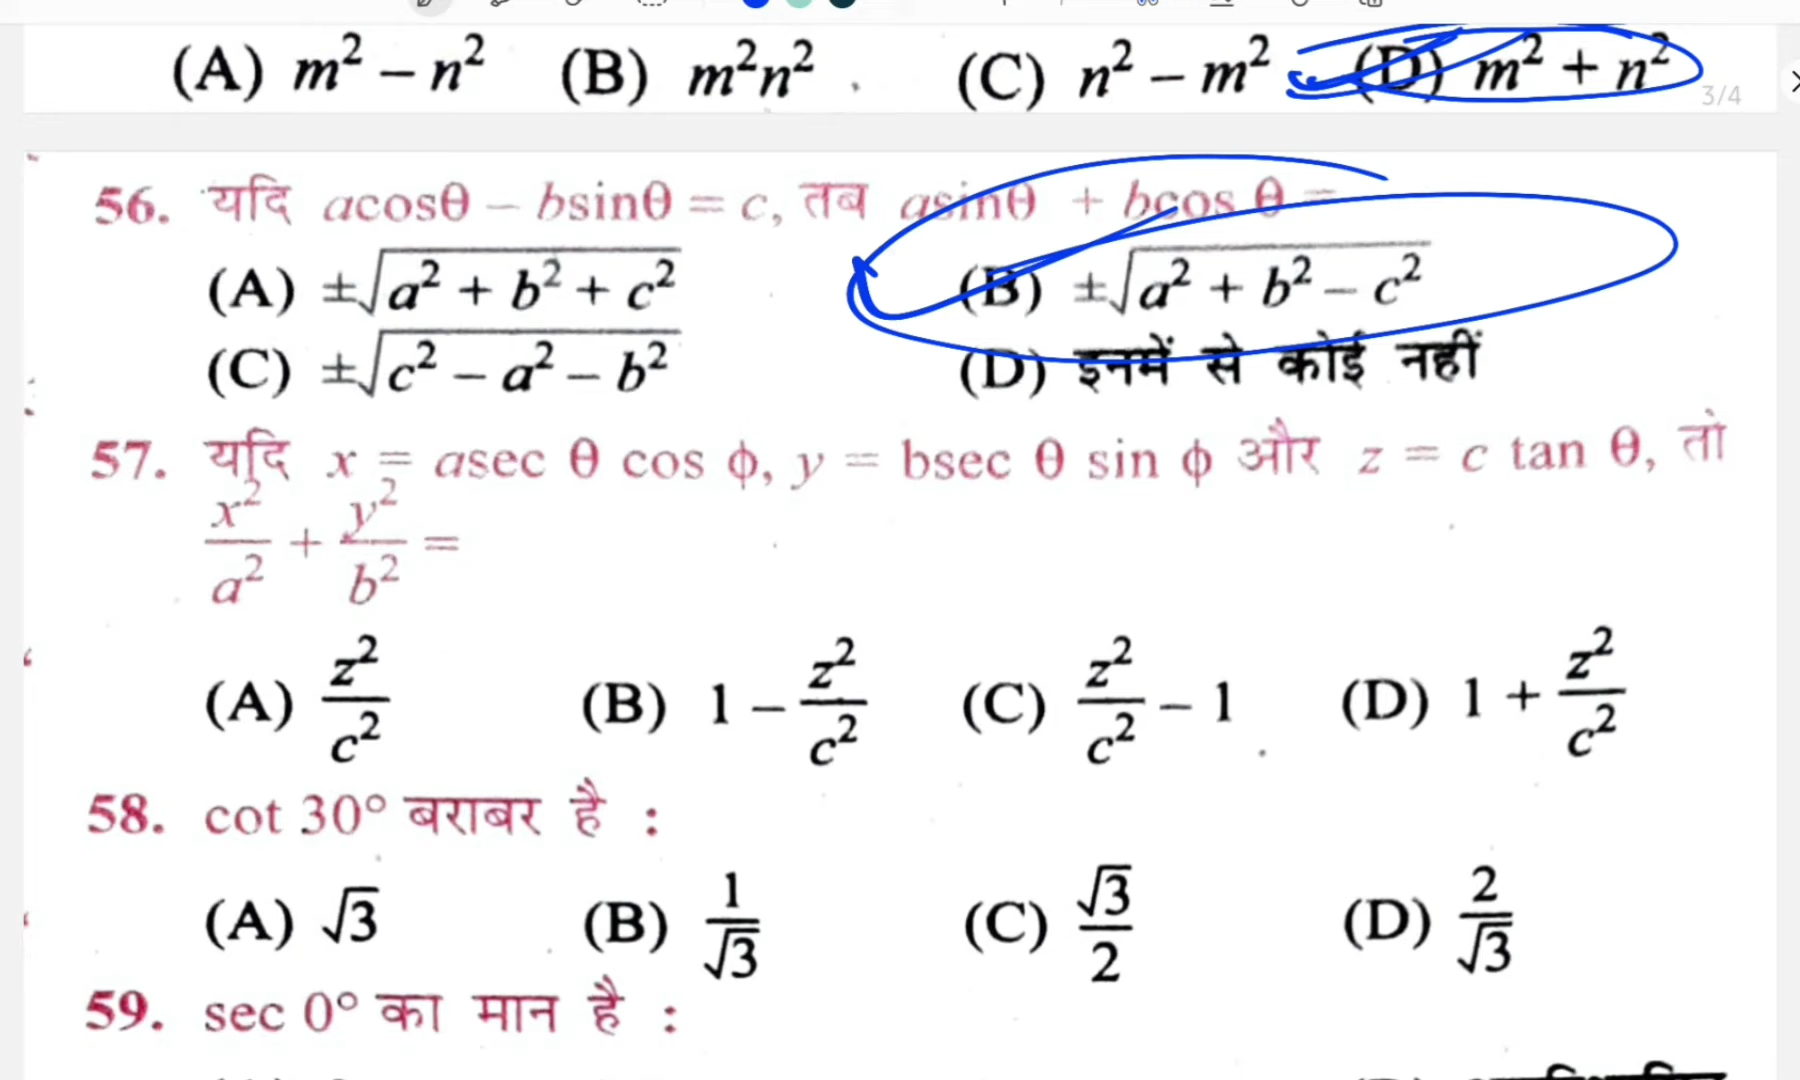 (A) m² – n² (B) m²n² (C) n² – m² (D) m² + n²
3/4
56. यदि acosθ – bsinθ = c, तब asinθ + bcos θ =
(A) ±√(a² + b² + c²) (B) ±√(a² + b² – c²)
(C) ±√(c² – a² – b²) (D) इनमें से कोई नहीं
57. यदि x = asec θ cos ϕ, y = bsec θ sin ϕ और z = c tan θ, तो
x²/a² + y²/b² =
(A) z²/c² (B) 1 – z²/c² (C) z²/c² – 1 (D) 1 + z²/c²
58. cot 30° बराबर है :
(A) √3 (B) 1/√3 (C) √3/2 (D) 2/√3
59. sec 0° का मान है :